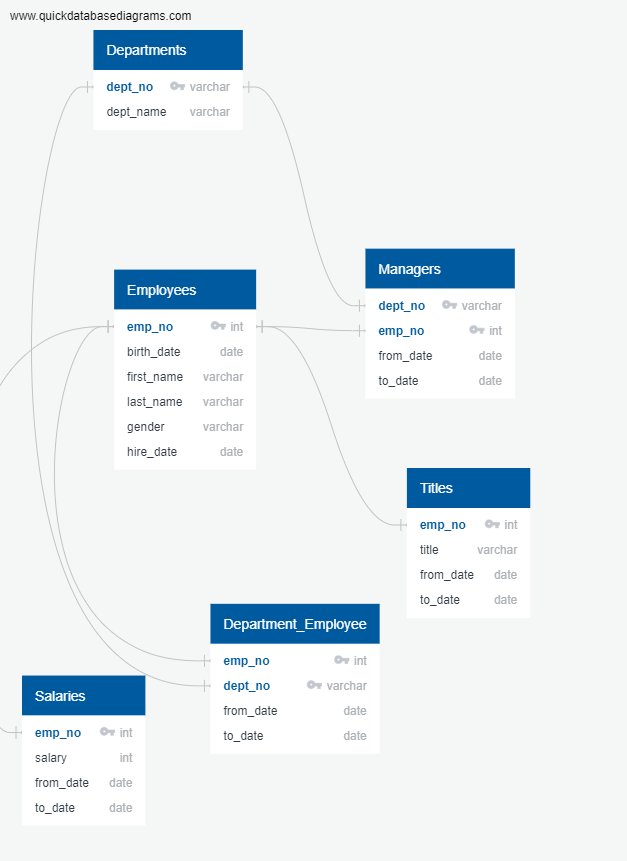 www.quickdatabasediagrams.com
Departments
dept_no varchar
dept_name varchar
Employees
emp_no int
birth_date date
first_name varchar
last_name varchar
gender varchar
hire_date date
Managers
dept_no varchar
emp_no int
from_date date
to_date date
Titles
emp_no int
title varchar
from_date date
to_date date
Department_Employee
emp_no int
dept_no varchar
from_date date
to_date date
Salaries
emp_no int
salary int
from_date date
to_date date